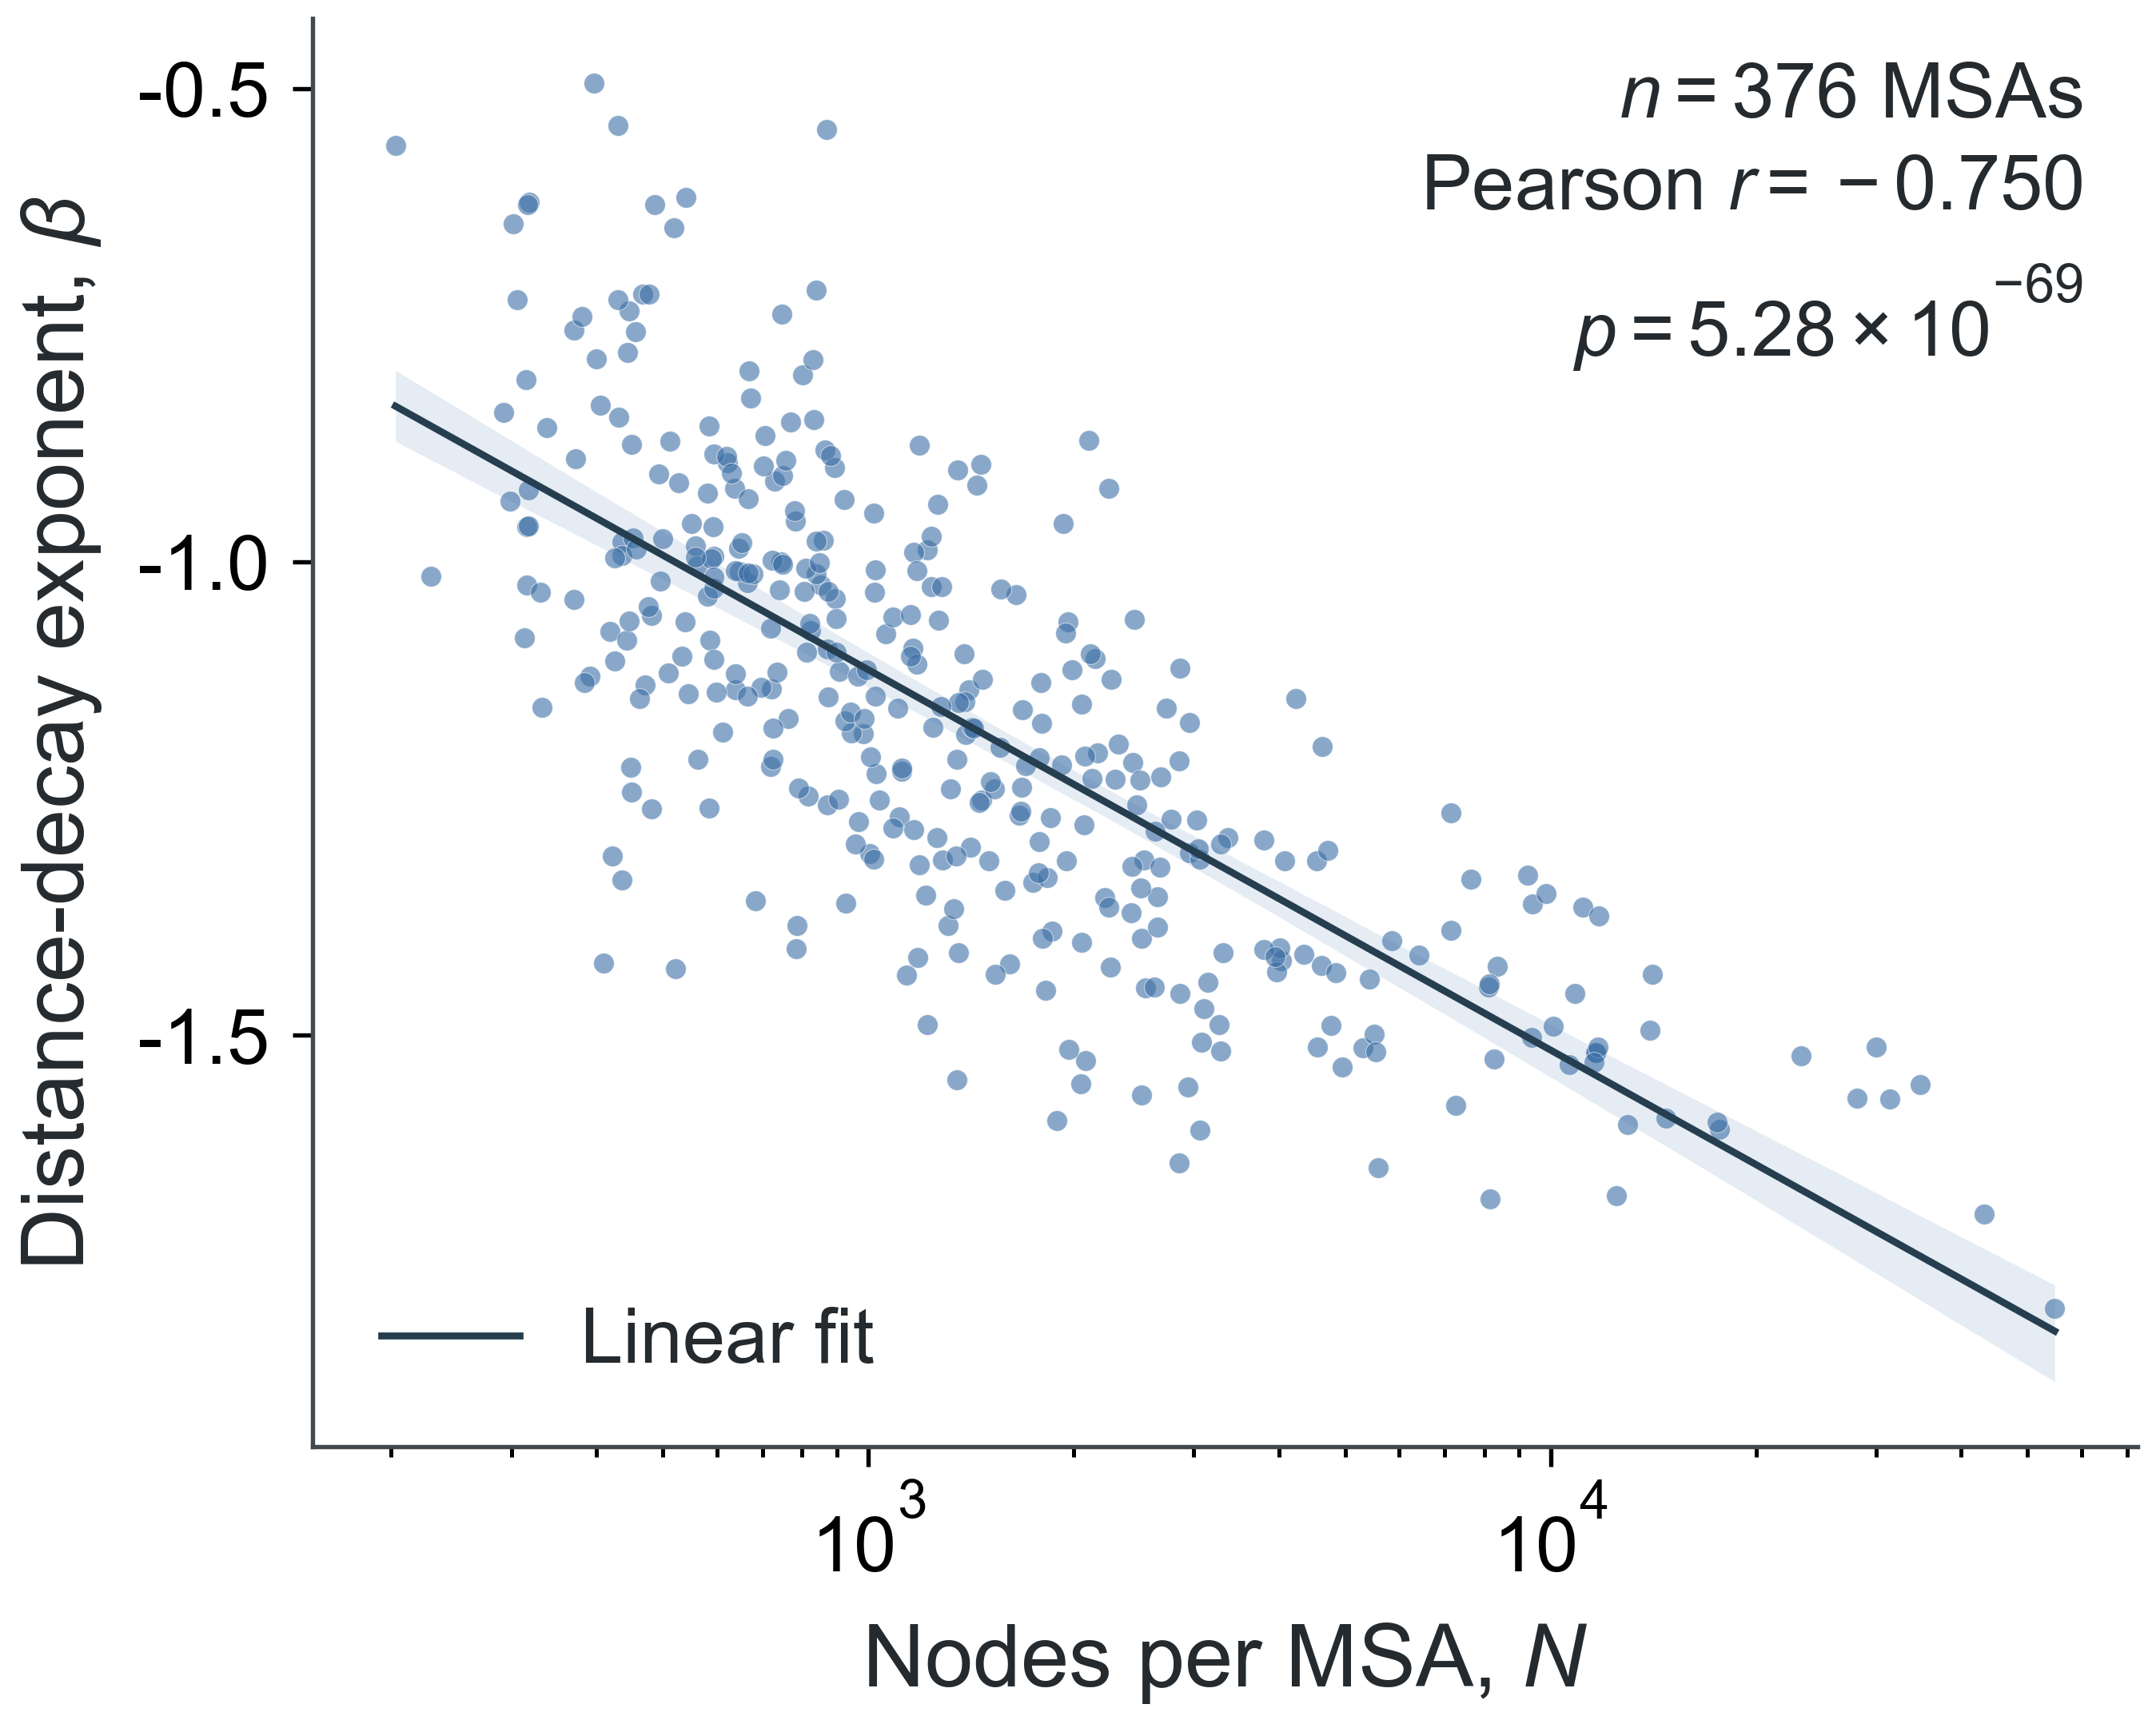 n = 376 MSAs
Pearson r = −0.750
p = 5.28 × 10⁻⁶⁹
Distance-decay exponent, β
-0.5
-1.0
-1.5
Linear fit
10³
10⁴
Nodes per MSA, N